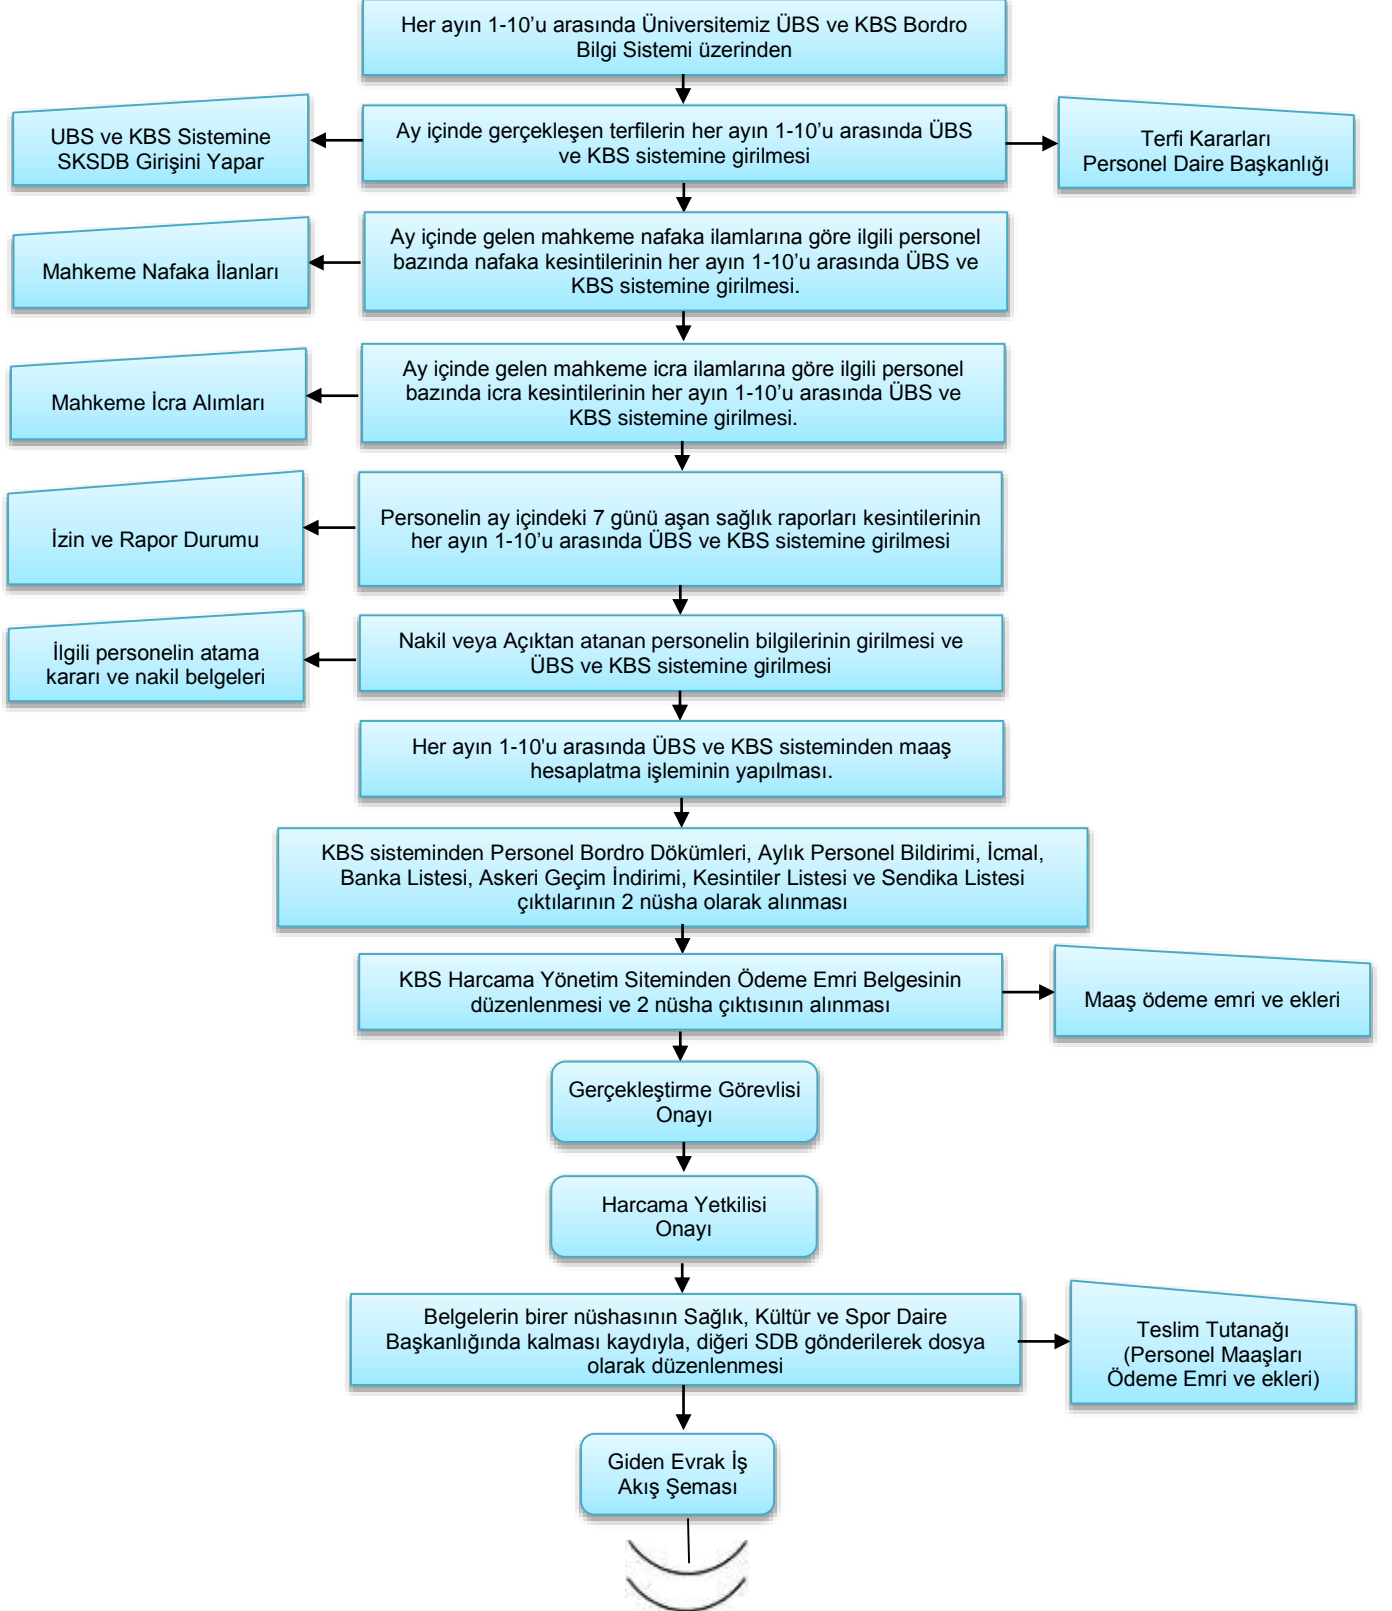 Her ayın 1-10’u arasında Üniversitemiz ÜBS ve KBS Bordro
Bilgi Sistemi üzerinden
UBS ve KBS Sistemine
SKSDB Girişini Yapar
Ay içinde gerçekleşen terfilerin her ayın 1-10’u arasında ÜBS
ve KBS sistemine girilmesi
Terfi Kararları
Personel Daire Başkanlığı
Mahkeme Nafaka İlanları
Ay içinde gelen mahkeme nafaka ilamlarına göre ilgili personel
bazında nafaka kesintilerinin her ayın 1-10’u arasında ÜBS ve
KBS sistemine girilmesi.
Mahkeme İcra Alımları
Ay içinde gelen mahkeme icra ilamlarına göre ilgili personel
bazında icra kesintilerinin her ayın 1-10’u arasında ÜBS ve
KBS sistemine girilmesi.
İzin ve Rapor Durumu
Personelin ay içindeki 7 günü aşan sağlık raporları kesintilerinin
her ayın 1-10’u arasında ÜBS ve KBS sistemine girilmesi
İlgili personelin atama
kararı ve nakil belgeleri
Nakil veya Açıktan atanan personelin bilgilerinin girilmesi ve
ÜBS ve KBS sistemine girilmesi
Her ayın 1-10'u arasında ÜBS ve KBS sisteminden maaş
hesaplatma işleminin yapılması.
KBS sisteminden Personel Bordro Dökümleri, Aylık Personel Bildirimi, İcmal,
Banka Listesi, Askeri Geçim İndirimi, Kesintiler Listesi ve Sendika Listesi
çıktılarının 2 nüsha olarak alınması
KBS Harcama Yönetim Siteminden Ödeme Emri Belgesinin
düzenlenmesi ve 2 nüsha çıktısının alınması
Maaş ödeme emri ve ekleri
Gerçekleştirme Görevlisi
Onayı
Harcama Yetkilisi
Onayı
Belgelerin birer nüshasının Sağlık, Kültür ve Spor Daire
Başkanlığında kalması kaydıyla, diğeri SDB gönderilerek dosya
olarak düzenlenmesi
Teslim Tutanağı
(Personel Maaşları
Ödeme Emri ve ekleri)
Giden Evrak İş
Akış Şeması